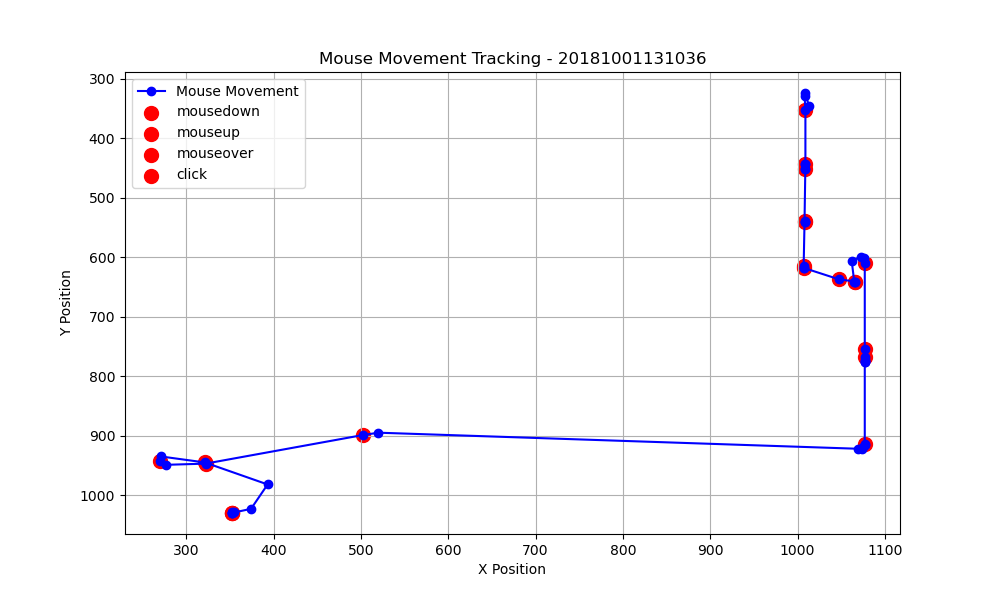 Mouse Movement Tracking - 20181001131036
Mouse Movement
mousedown
mouseup
mouseover
click
Y Position
300
400
500
600
700
800
900
1000
300 400 500 600 700 800 900 1000 1100
X Position